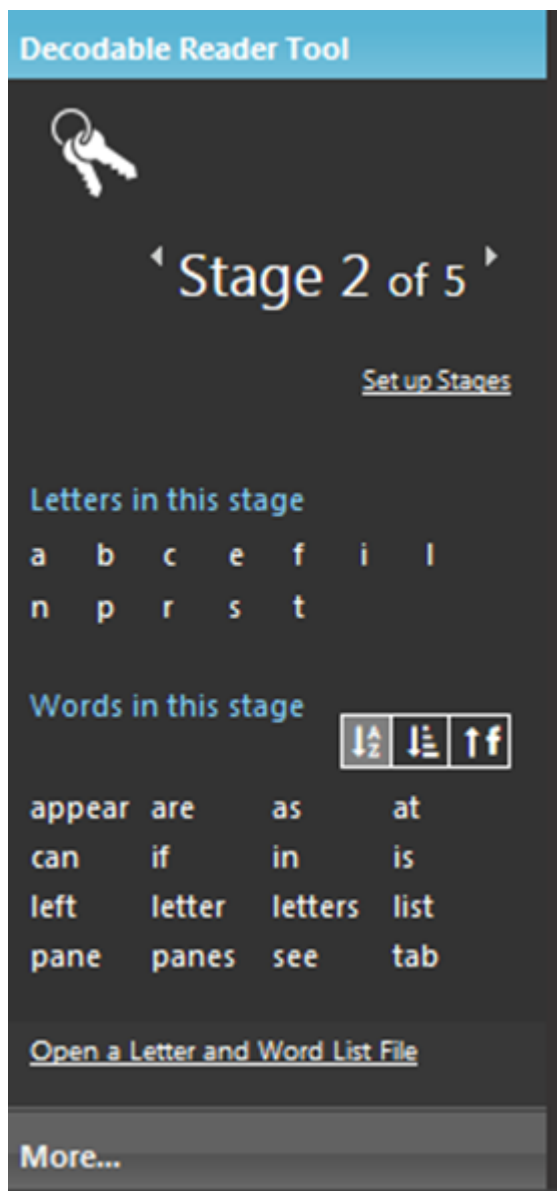 Decodable Reader Tool
Stage 2 of 5
Set up Stages
Letters in this stage
a b c e f i l
n p r s t
Words in this stage
A Z f
appear are as at
can if in is
left letter letters list
pane panes see tab
Open a Letter and Word List File
More...